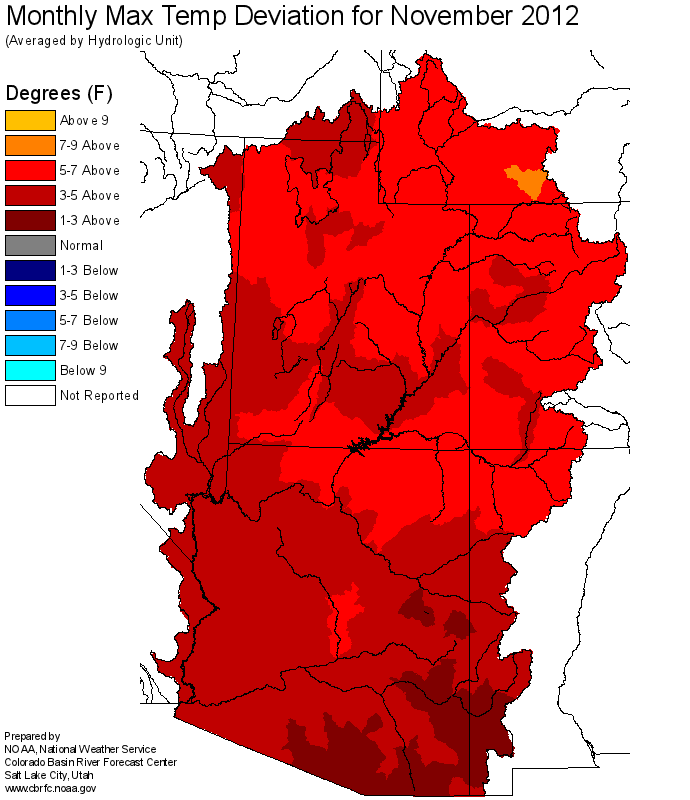 Monthly Max Temp Deviation for November 2012
(Averaged by Hydrologic Unit)
Degrees (F)
Above 9
7-9 Above
5-7 Above
3-5 Above
1-3 Above
Normal
1-3 Below
3-5 Below
5-7 Below
7-9 Below
Below 9
Not Reported
Prepared by
NOAA, National Weather Service
Colorado Basin River Forecast Center
Salt Lake City, Utah
www.cbrfc.noaa.gov